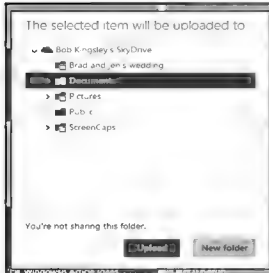 The selected item will be uploaded to
Bob Kingsley's SkyDrive
Brad and Jen's wedding
Documents
Pictures
Public
ScreenCaps
You're not sharing this folder.
Upload
New folder